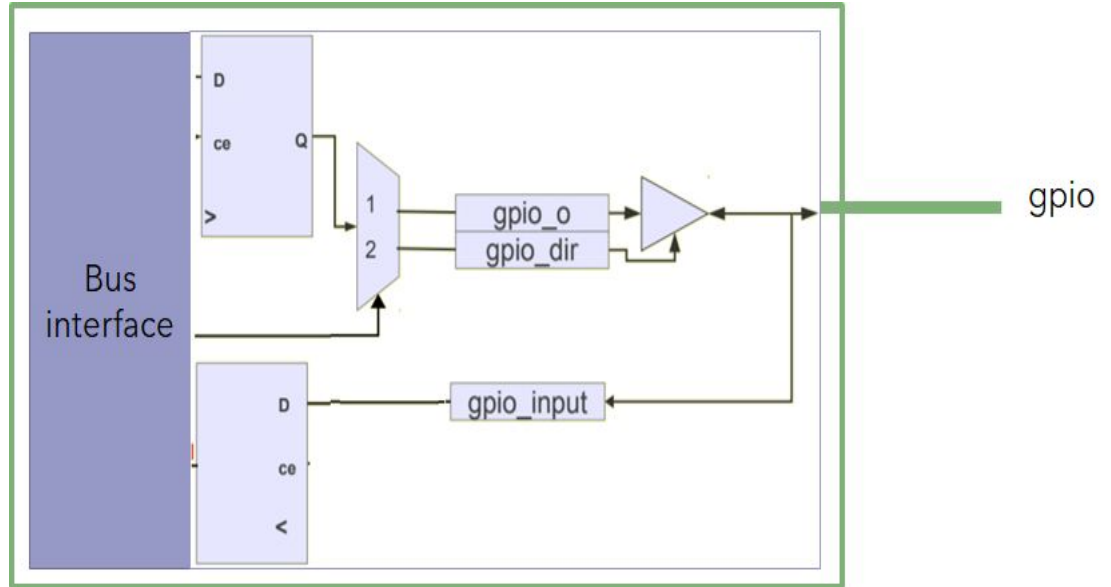 D
ce
Q
>
1
2
gpio_o
gpio_dir
gpio
Bus
interface
D
gpio_input
ce
<